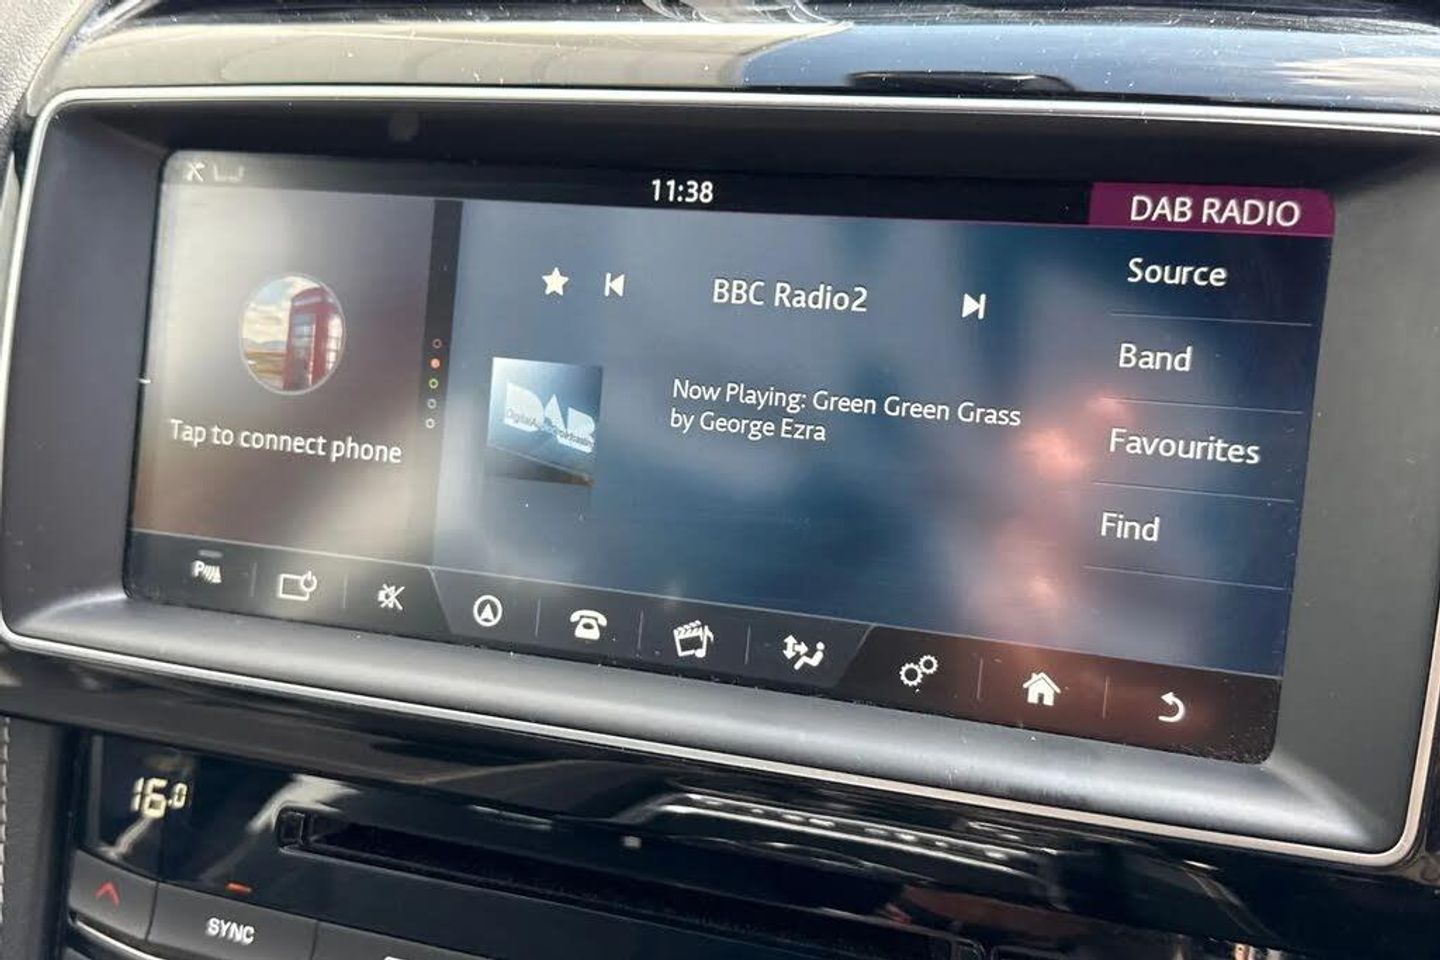 11:38
DAB RADIO
Source
BBC Radio2
Band
Now Playing: Green Green Grass
by George Ezra
DAB
Tap to connect phone
Favourites
Find
P
16.0
SYNC